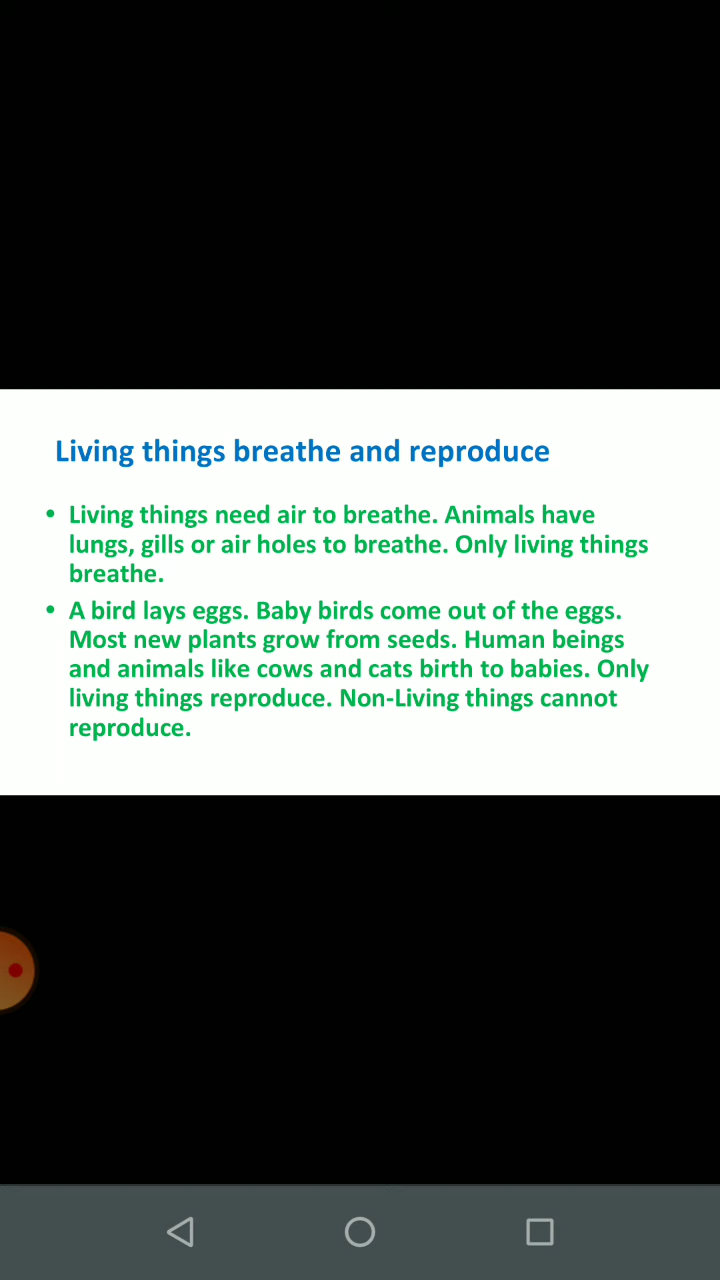 Living things breathe and reproduce
• Living things need air to breathe. Animals have
lungs, gills or air holes to breathe. Only living things
breathe.
• A bird lays eggs. Baby birds come out of the eggs.
Most new plants grow from seeds. Human beings
and animals like cows and cats birth to babies. Only
living things reproduce. Non-Living things cannot
reproduce.